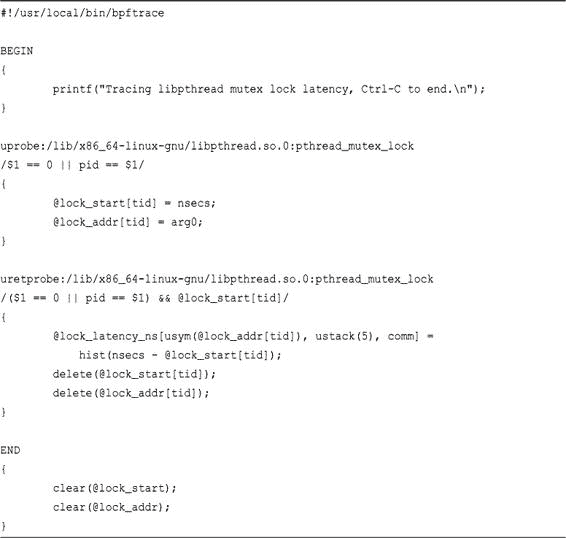 #!/usr/local/bin/bpftrace

BEGIN
{
        printf("Tracing libpthread mutex lock latency, Ctrl-C to end.\n");
}

uprobe:/lib/x86_64-linux-gnu/libpthread.so.0:pthread_mutex_lock
/$1 == 0 || pid == $1/
{
        @lock_start[tid] = nsecs;
        @lock_addr[tid] = arg0;
}

uretprobe:/lib/x86_64-linux-gnu/libpthread.so.0:pthread_mutex_lock
/($1 == 0 || pid == $1) && @lock_start[tid]/
{
        @lock_latency_ns[usym(@lock_addr[tid]), ustack(5), comm] =
            hist(nsecs - @lock_start[tid]);
        delete(@lock_start[tid]);
        delete(@lock_addr[tid]);
}

END
{
        clear(@lock_start);
        clear(@lock_addr);
}